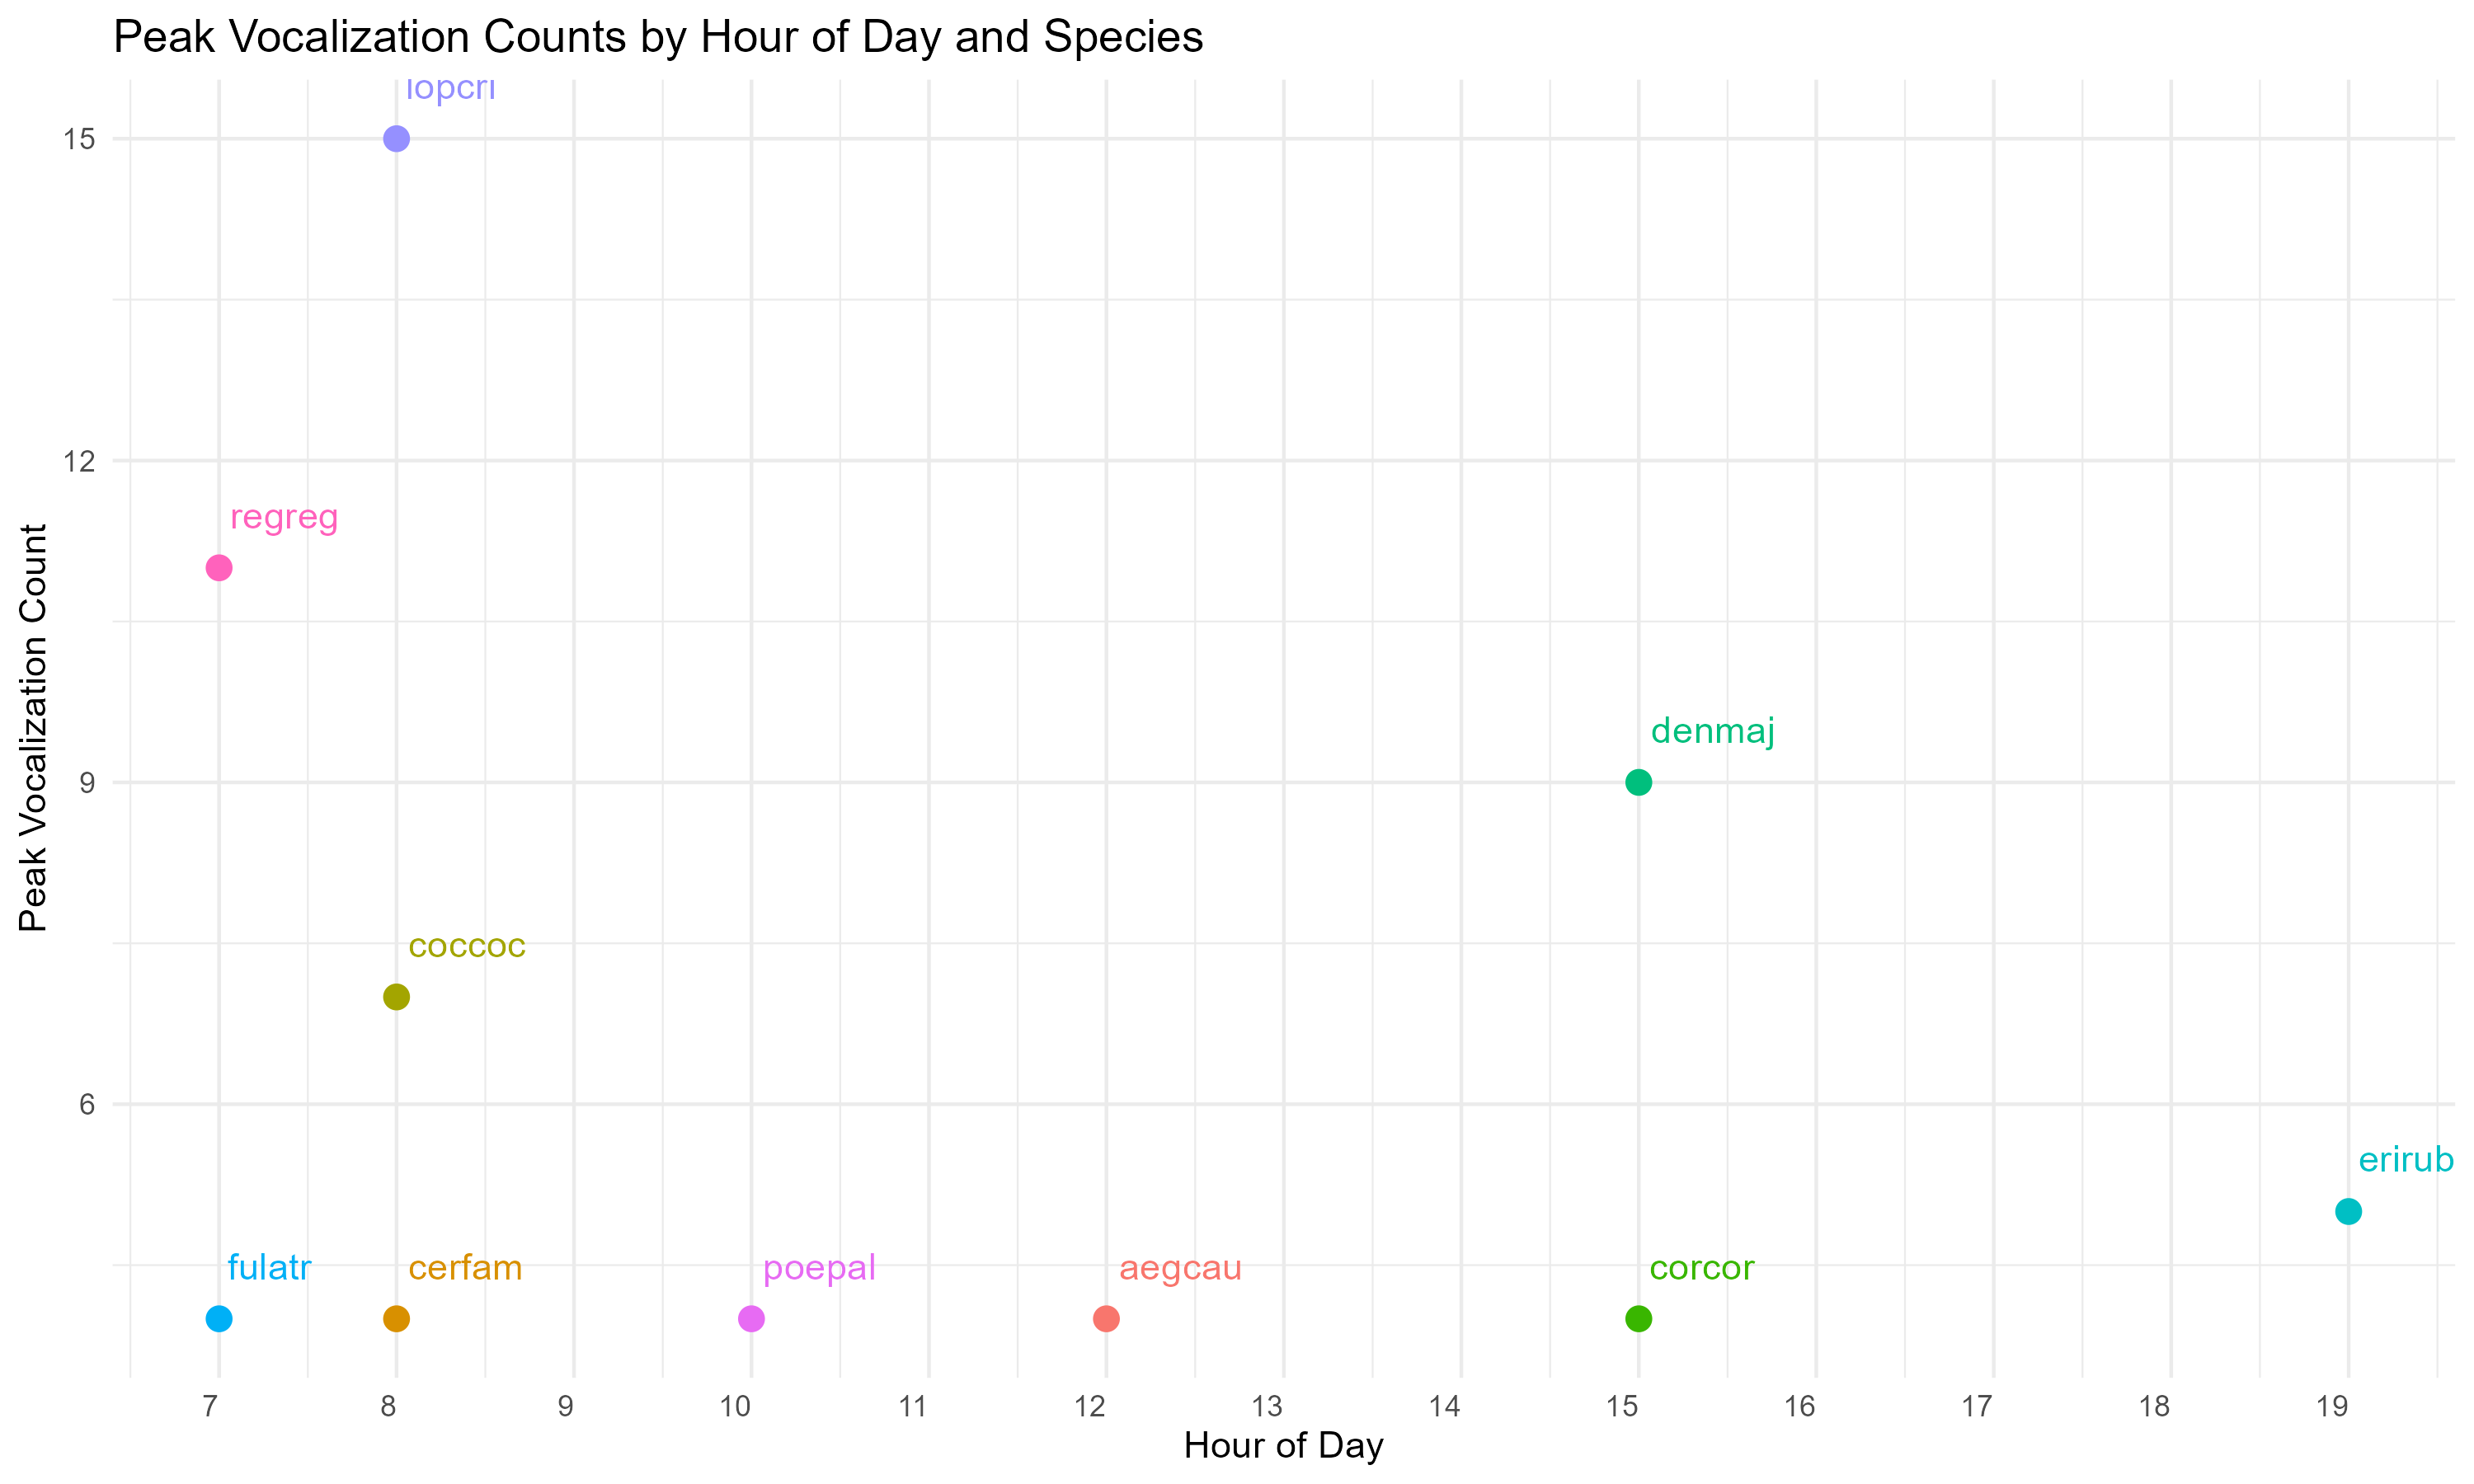 Peak Vocalization Counts by Hour of Day and Species
lopcri
15
12
regreg
denmaj
9
coccoc
6
erirub
fulatr cerfam poepal aegcau corcor
7 8 9 10 11 12 13 14 15 16 17 18 19
Hour of Day
Peak Vocalization Count